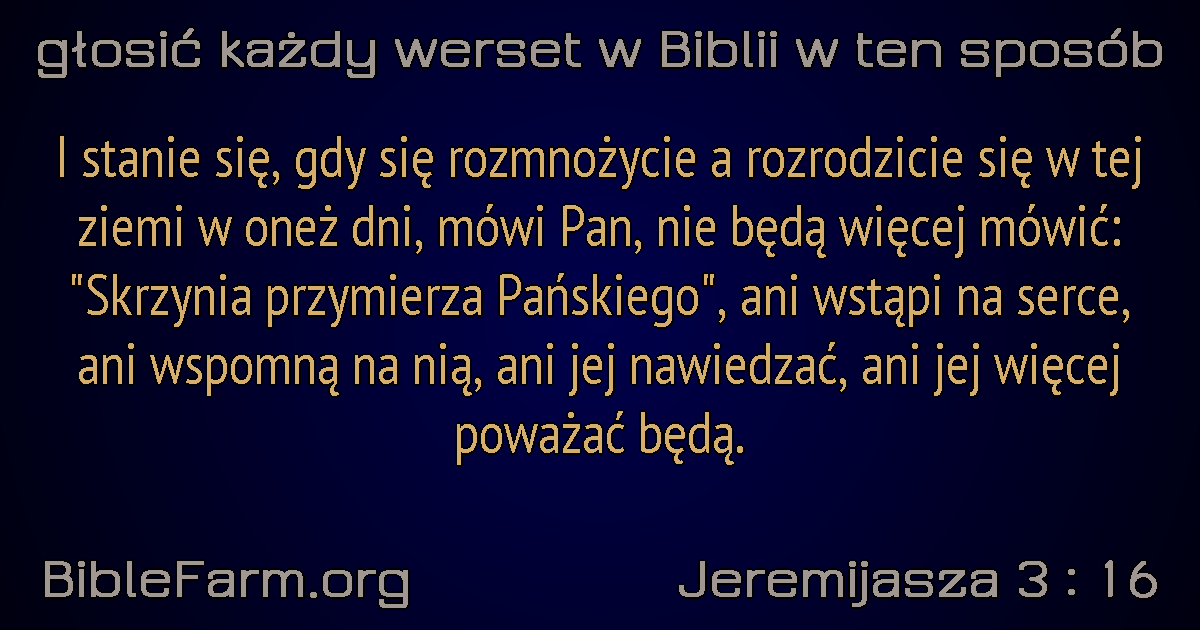 głosić każdy werset w Biblii w ten sposób
I stanie się, gdy się rozmnożycie a rozrodzicie się w tej
ziemi w oneż dni, mówi Pan, nie będą więcej mówić:
"Skrzynia przymierza Pańskiego", ani wstąpi na serce,
ani wspomną na nią, ani jej nawiedzać, ani jej więcej
poważać będą.
BibleFarm.org
Jeremijasza 3 : 16